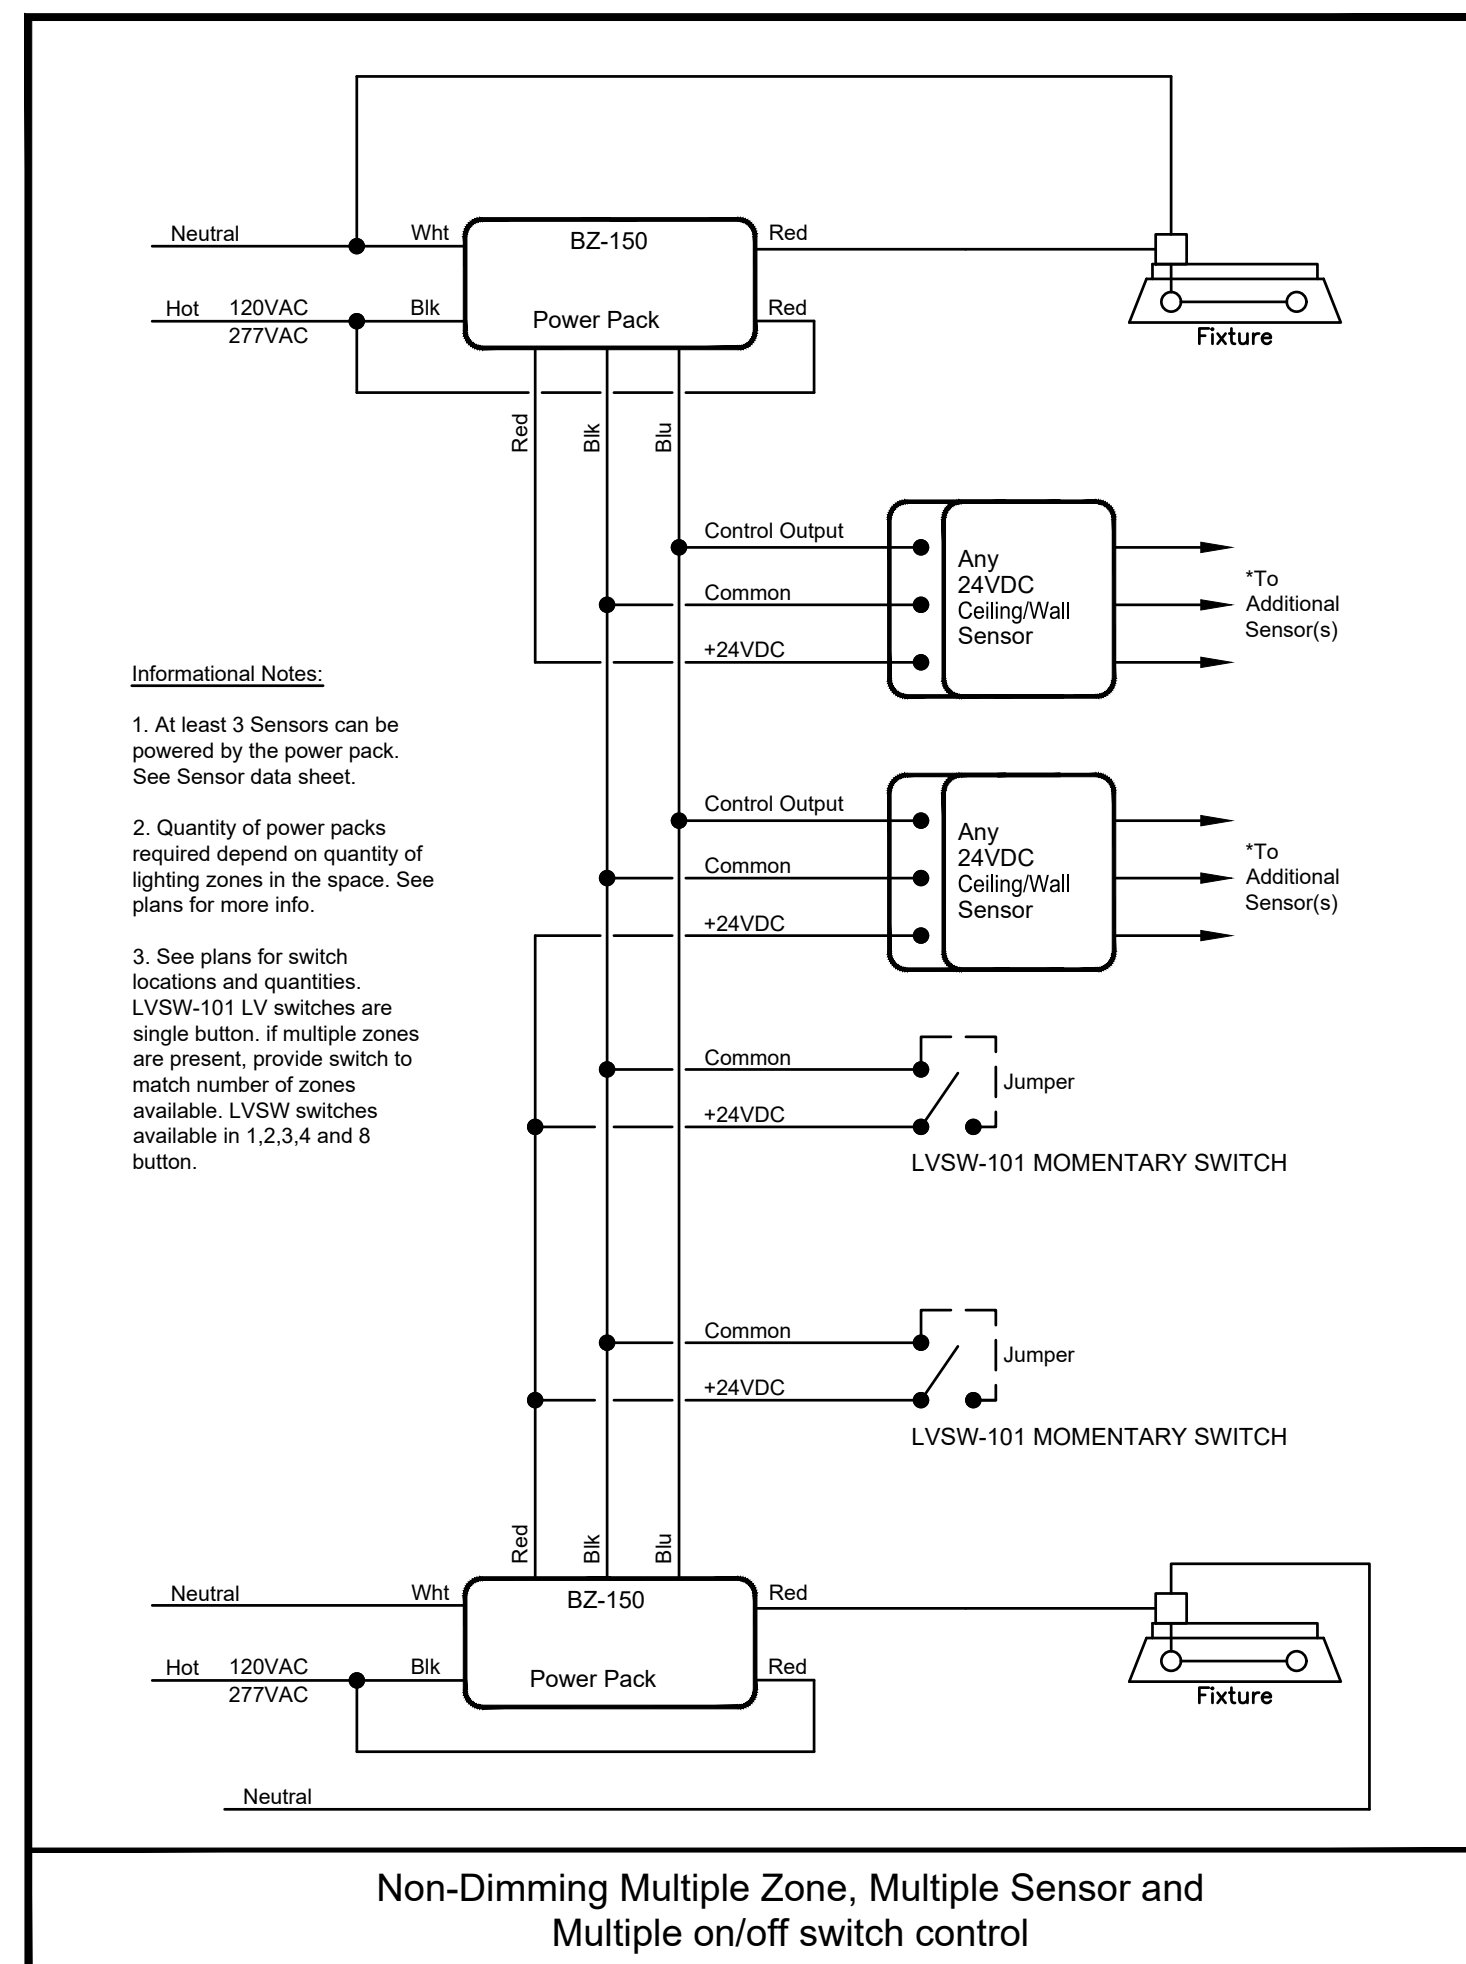 Neutral
Wht
BZ-150
Red
Hot
120VAC
277VAC
Blk
Power Pack
Red
Fixture
Red
Blk
Blu
Control Output
Common
+24VDC
Any
24VDC
Ceiling/Wall
Sensor
*To
Additional
Sensor(s)
Informational Notes:
1. At least 3 Sensors can be
powered by the power pack.
See Sensor data sheet.
2. Quantity of power packs
required depend on quantity of
lighting zones in the space. See
plans for more info.
3. See plans for switch
locations and quantities.
LVSW-101 LV switches are
single button. if multiple zones
are present, provide switch to
match number of zones
available. LVSW switches
available in 1,2,3,4 and 8
button.
Control Output
Common
+24VDC
Any
24VDC
Ceiling/Wall
Sensor
*To
Additional
Sensor(s)
Common
+24VDC
Jumper
LVSW-101 MOMENTARY SWITCH
Common
+24VDC
Jumper
LVSW-101 MOMENTARY SWITCH
Red
Blk
Blu
Neutral
Wht
BZ-150
Red
Hot
120VAC
277VAC
Blk
Power Pack
Red
Fixture
Neutral
Non-Dimming Multiple Zone, Multiple Sensor and
Multiple on/off switch control